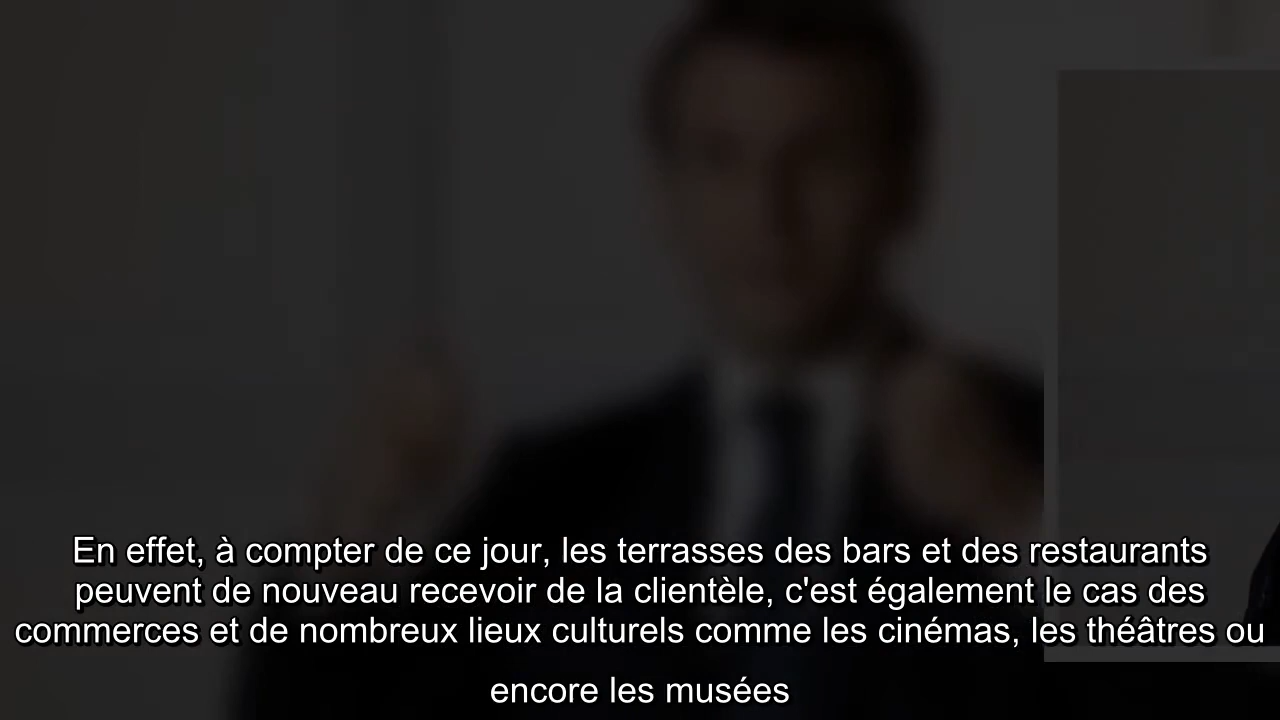 En effet, à compter de ce jour, les terrasses des bars et des restaurants
peuvent de nouveau recevoir de la clientèle, c'est également le cas des
commerces et de nombreux lieux culturels comme les cinémas, les théâtres ou
encore les musées